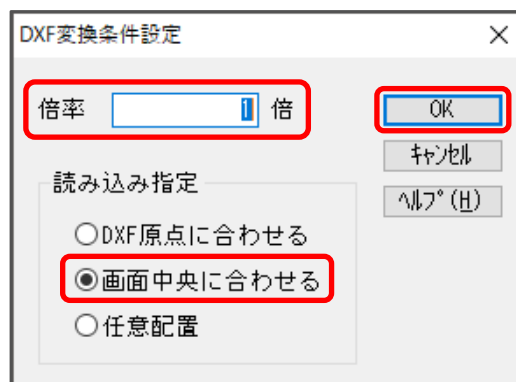 DXF変換条件設定
倍率 1 倍
OK
ｷｬﾝｾﾙ
ﾍﾙﾌﾟ(H)
読み込み指定
DXF原点に合わせる
画面中央に合わせる
任意配置